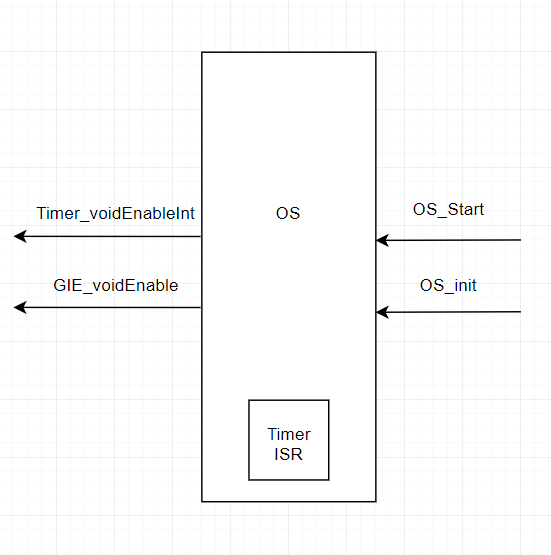 OS_Start
Timer_voidEnableInt
OS
GIE_voidEnable
OS_init
Timer
ISR